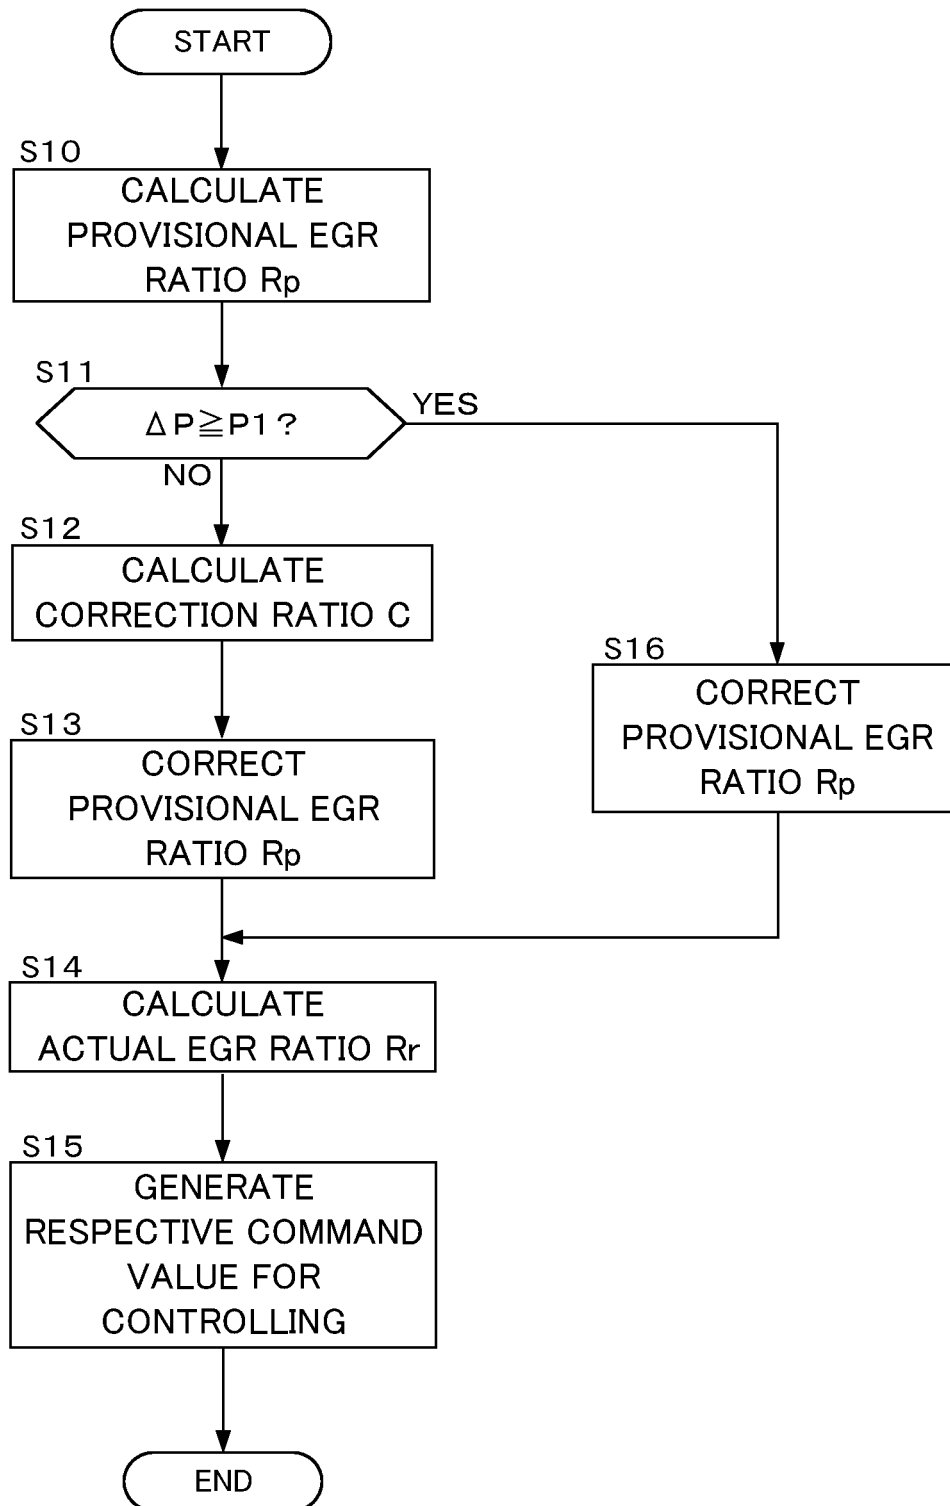 START
S10
CALCULATE
PROVISIONAL EGR
RATIO Rp
S11
ΔP≧P1?
YES
NO
S12
CALCULATE
CORRECTION RATIO C
S13
CORRECT
PROVISIONAL EGR
RATIO Rp
S16
CORRECT
PROVISIONAL EGR
RATIO Rp
S14
CALCULATE
ACTUAL EGR RATIO Rr
S15
GENERATE
RESPECTIVE COMMAND
VALUE FOR
CONTROLLING
END